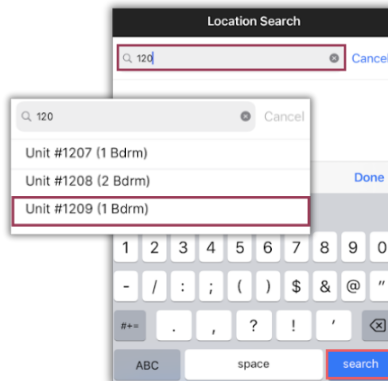 Location Search
120 Cancel
120 Cancel
Unit #1207 (1 Bdrm)
Unit #1208 (2 Bdrm)
Unit #1209 (1 Bdrm)
Done
1 2 3 4 5 6 7 8 9 0
- / : ; ( ) $ & @ "
#+= . , ? ! '
ABC space search